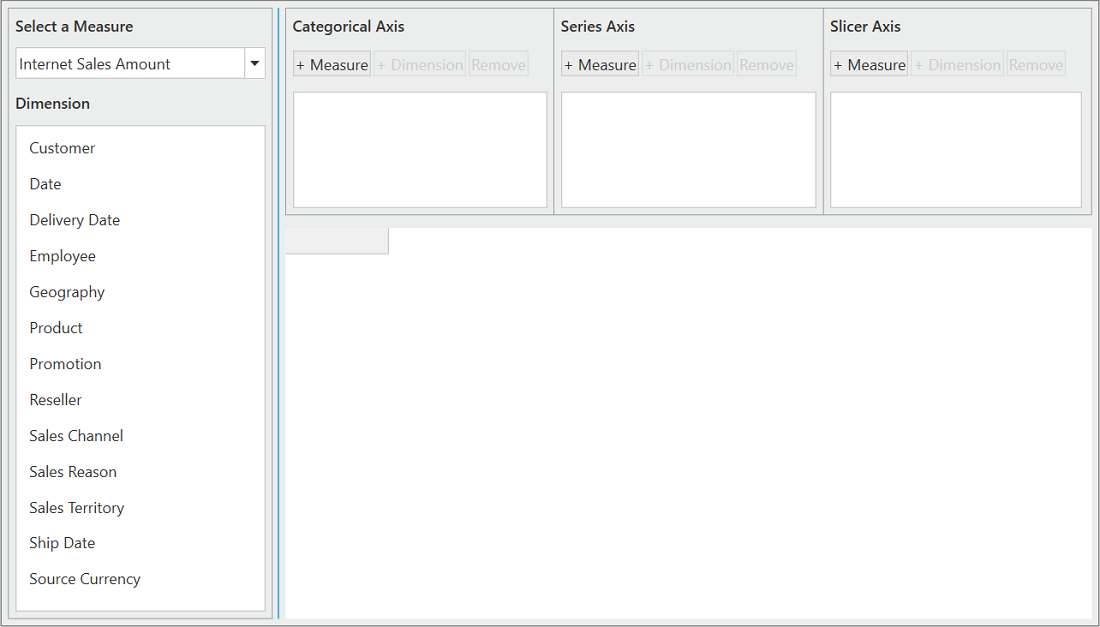 Select a Measure
Internet Sales Amount
Dimension
Customer
Date
Delivery Date
Employee
Geography
Product
Promotion
Reseller
Sales Channel
Sales Reason
Sales Territory
Ship Date
Source Currency
Categorical Axis
+ Measure + Dimension Remove
Series Axis
+ Measure + Dimension Remove
Slicer Axis
+ Measure + Dimension Remove